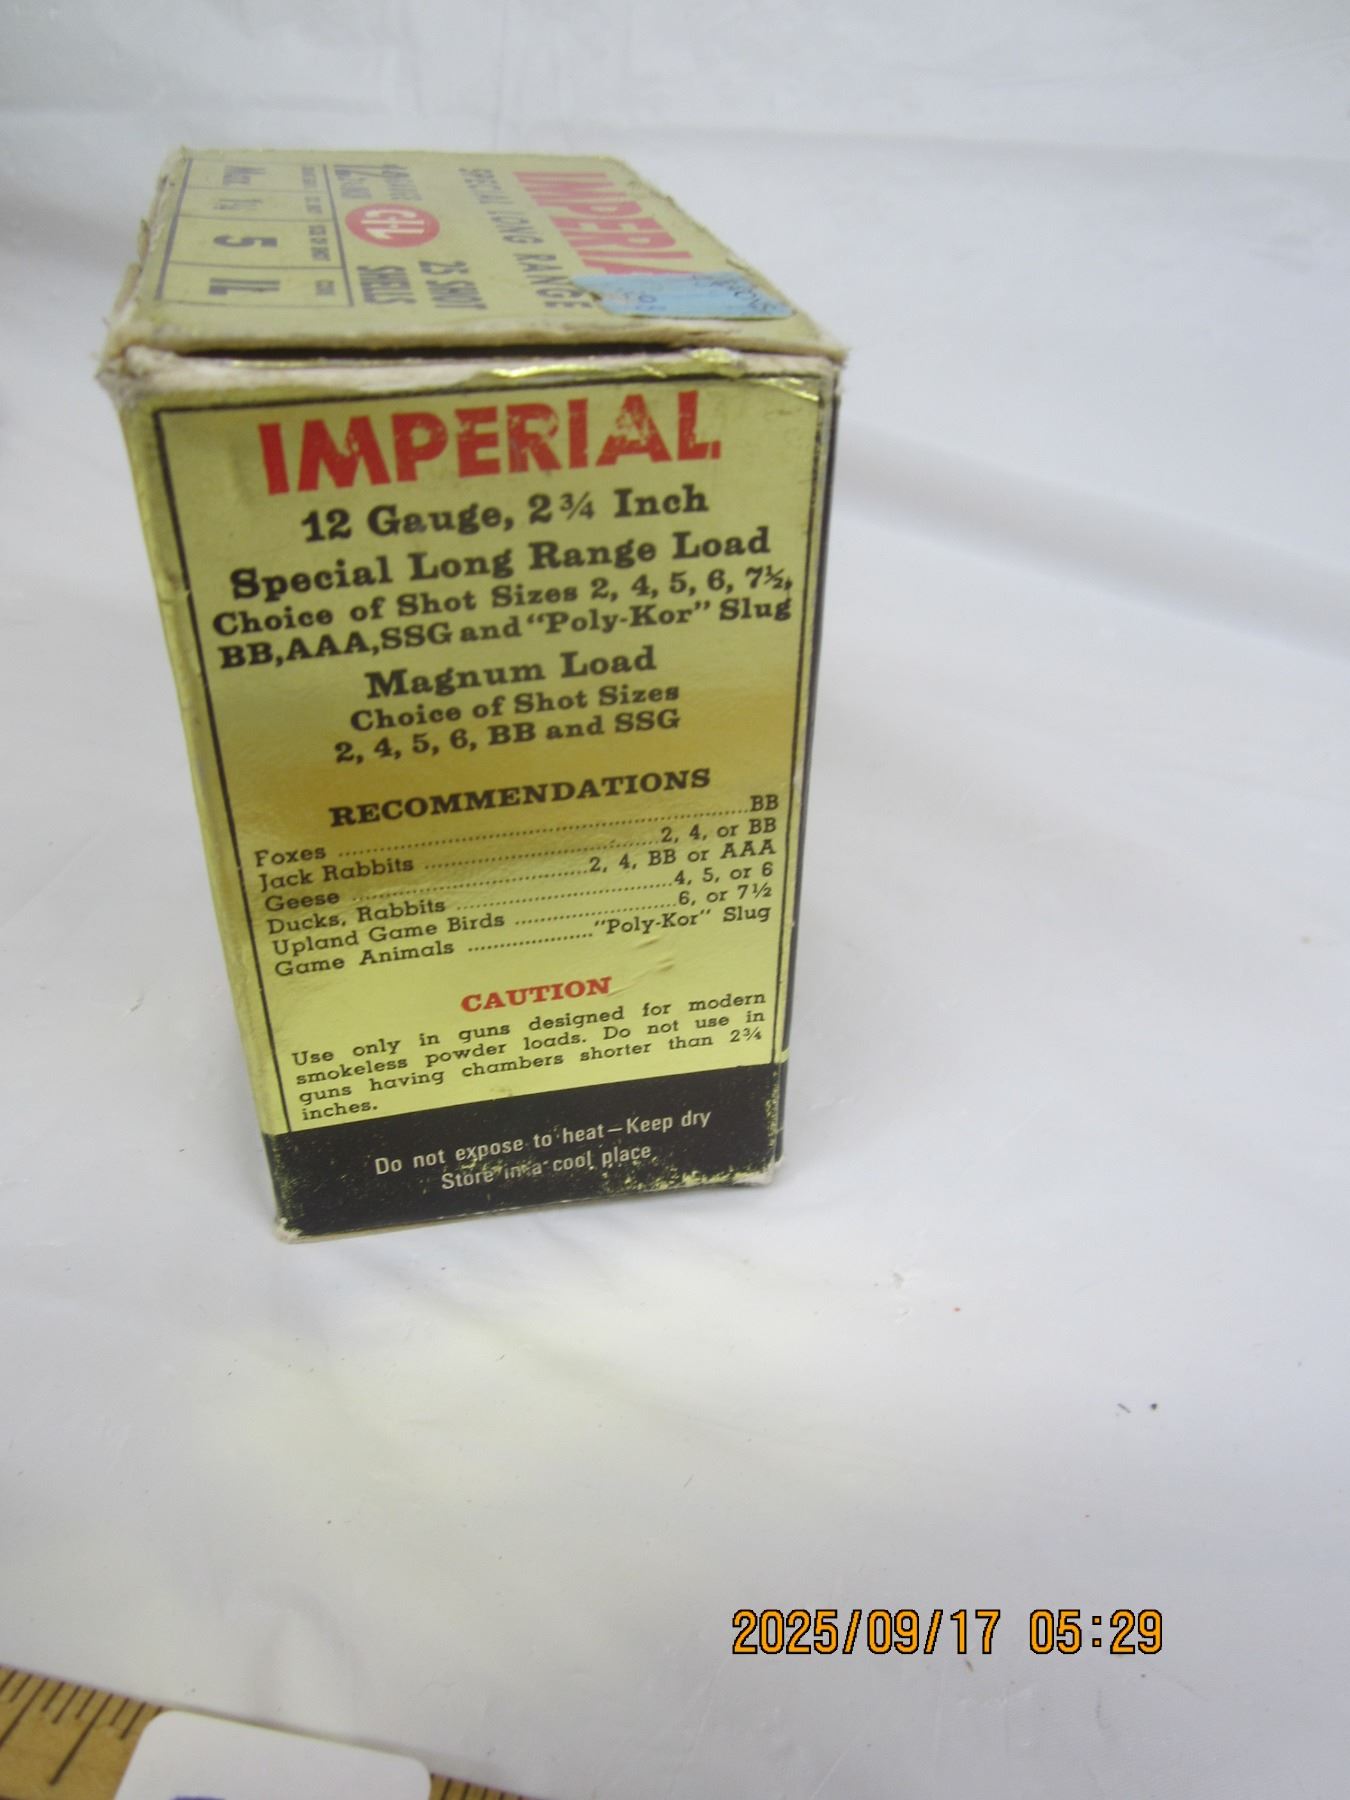 IMPERIAL
SPECIAL LONG RANGE
C-I-L
25 SHOT
SHELLS
Max.
5
IMPERIAL
12 Gauge, 2¾ Inch
Special Long Range Load
Choice of Shot Sizes 2, 4, 5, 6, 7½,
BB, AAA, SSG and "Poly-Kor" Slug
Magnum Load
Choice of Shot Sizes
2, 4, 5, 6, BB and SSG
RECOMMENDATIONS
Foxes ........ BB
Jack Rabbits ........ 2, 4, or BB
Geese ........ 2, 4, BB or AAA
Ducks, Rabbits ........ 4, 5, or 6
Upland Game Birds ........ 6, or 7½
Game Animals ........ "Poly-Kor" Slug
CAUTION
Use only in guns designed for modern
smokeless powder loads. Do not use in
guns having chambers shorter than 2¾
inches.
Do not expose to heat—Keep dry
Store in a cool place
2025/09/17 05:29